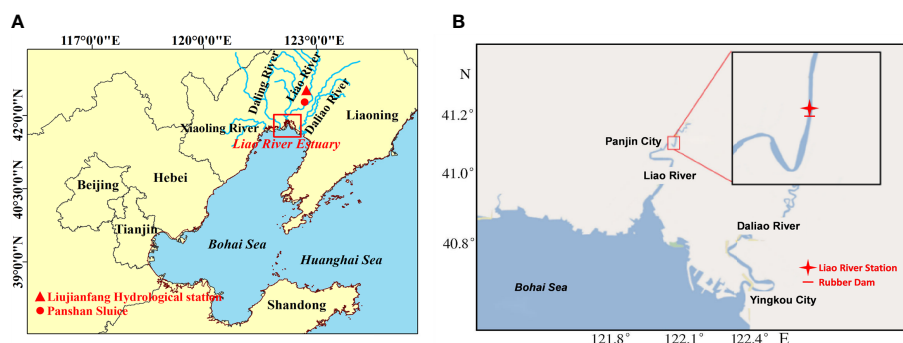 A
117°0'0"E
120°0'0"E
123°0'0"E
42°0'0"N
40°30'0"N
39°0'0"N
Daling River
Liao River
Daliao River
Liaoning
Xiaoling River
Liao River Estuary
Beijing
Hebei
Tianjin
Bohai Sea
Huanghai Sea
Shandong
Liujianfang Hydrological station
Panshan Sluice
B
N
41.2°
41.0°
40.8°
Panjin City
Liao River
Daliao River
Bohai Sea
Yingkou City
Liao River Station
Rubber Dam
121.8°
122.1°
122.4°
E